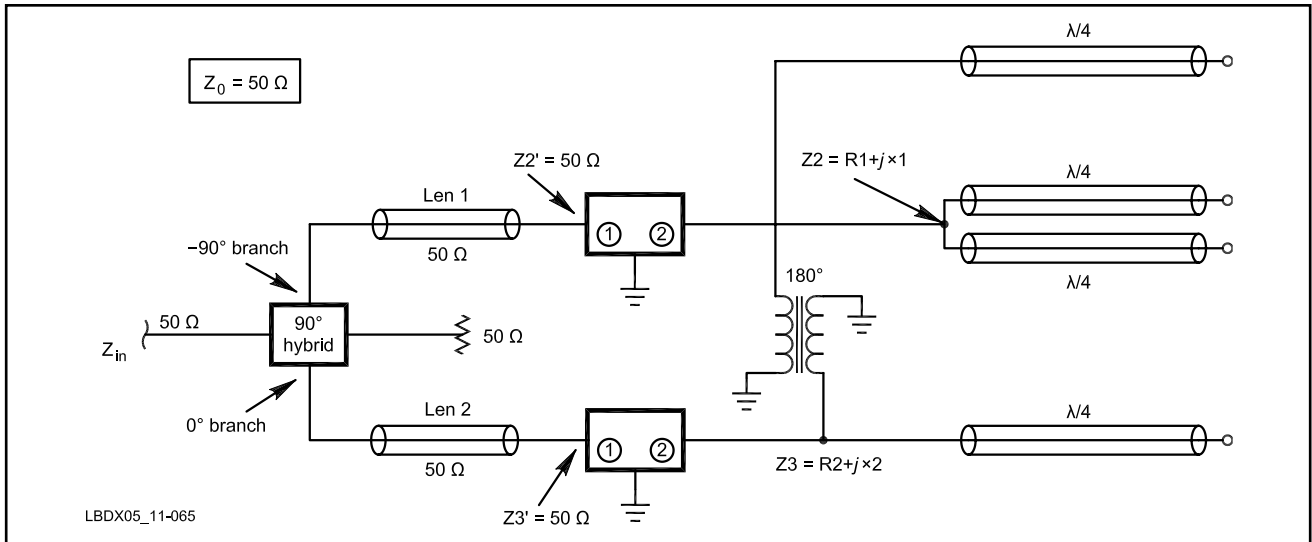 λ/4
Z0 = 50 Ω
Z2' = 50 Ω
Z2 = R1+j×1
λ/4
Len 1
50 Ω
1
2
λ/4
−90° branch
180°
50 Ω
90°
hybrid
50 Ω
Zin
0° branch
Len 2
λ/4
50 Ω
1
2
Z3 = R2+j×2
Z3' = 50 Ω
LBDX05_11-065